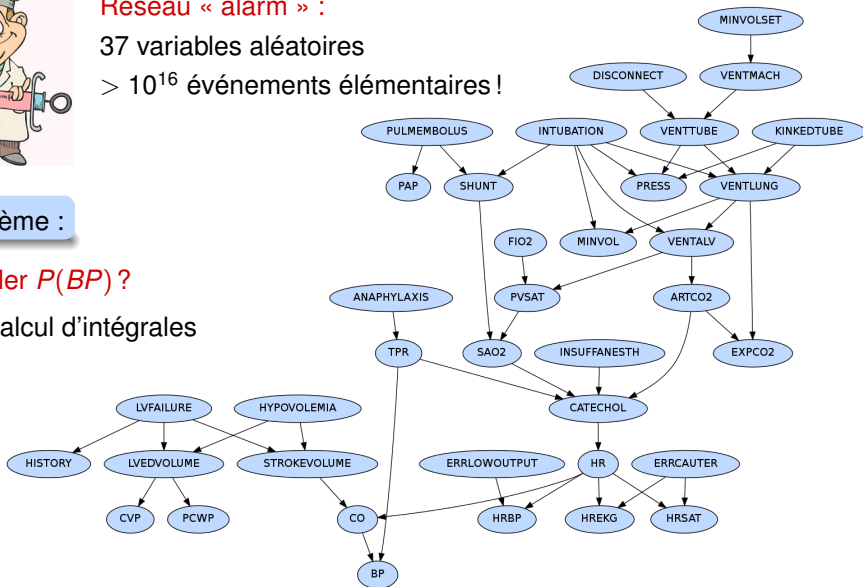 Réseau « alarm » :
37 variables aléatoires
> 10^16 événements élémentaires !
ème :
ler P(BP) ?
alcul d'intégrales
MINVOLSET
DISCONNECT
VENTMACH
PULMEMBOLUS
INTUBATION
VENTTUBE
KINKEDTUBE
PAP
SHUNT
PRESS
VENTLUNG
FIO2
MINVOL
VENTALV
ANAPHYLAXIS
PVSAT
ARTCO2
TPR
SAO2
INSUFFANESTH
EXPCO2
LVFAILURE
HYPOVOLEMIA
CATECHOL
HISTORY
LVEDVOLUME
STROKEVOLUME
ERRLOWOUTPUT
HR
ERRCAUTER
CVP
PCWP
CO
HRBP
HREKG
HRSAT
BP